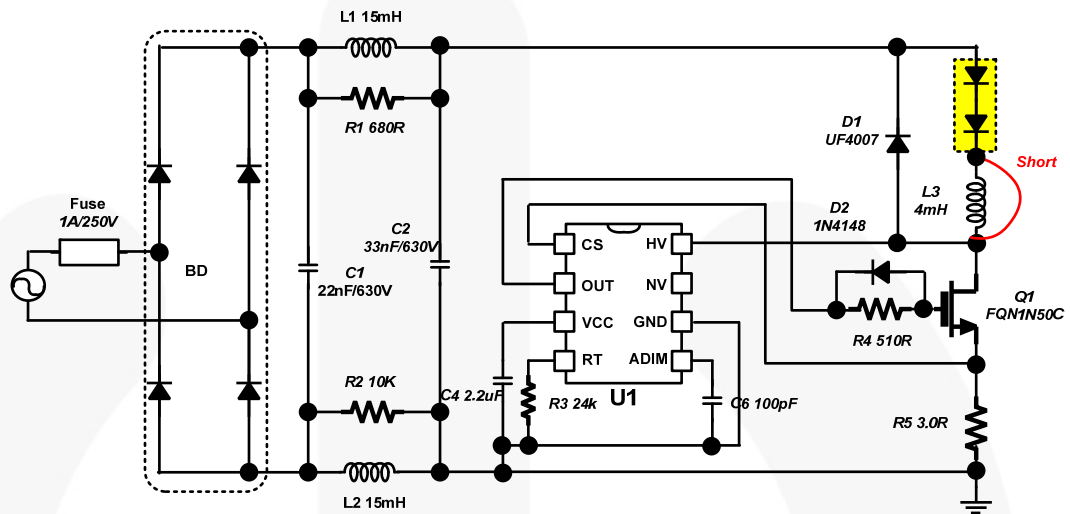 L1 15mH
R1 680R
D1
UF4007
Short
L3
4mH
D2
1N4148
Fuse
1A/250V
BD
C2
33nF/630V
C1
22nF/630V
CS
HV
OUT
NV
VCC
GND
RT
ADIM
U1
Q1
FQN1N50C
R4 510R
R2 10K
C4 2.2uF
R3 24k
C6 100pF
R5 3.0R
L2 15mH